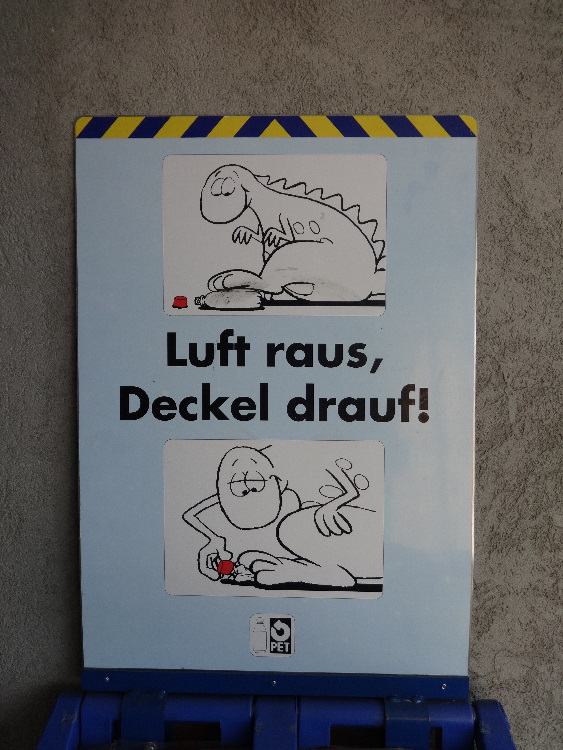 Luft raus,
Deckel drauf!
PET